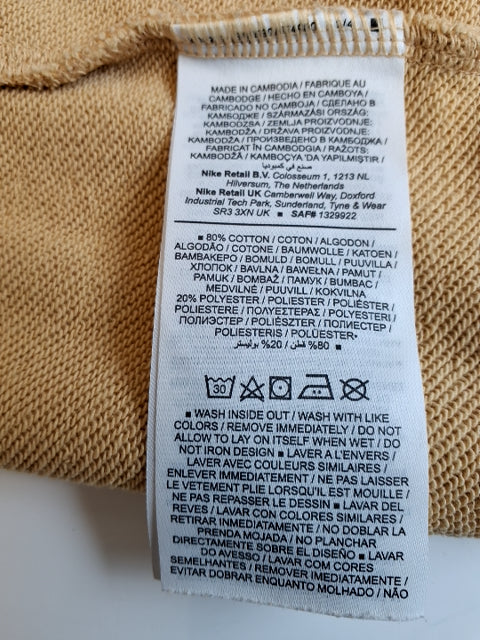 MADE IN CAMBODIA / FABRIQUE AU
CAMBODGE / HECHO EN CAMBOYA /
FABRICADO NO CAMBOJA / СДЕЛАНО В
КАМБОДЖЕ / SZÁRMAZÁSI ORSZÁG:
KAMBODZSA / ZEMLJA PROIZVODNJE:
KAMBODŽA / DRŽAVA PROIZVODNJE:
KAMBODŽA / ПРОИЗВЕДЕНО В КАМБОДЖА /
FABRICAT ÎN CAMBODGIA / RAŽOTS:
KAMBODŽĀ / KAMBOÇYA 'DA YAPILMIŞTIR /
صنع في كمبوديا
Nike Retail B.V. Colosseum 1, 1213 NL
Hilversum, The Netherlands
Nike Retail UK Camberwell Way, Doxford
Industrial Tech Park, Sunderland, Tyne & Wear
SR3 3XN UK ■ SAF# 1329922
■ 80% COTTON / COTON / ALGODON /
ALGODÃO / COTONE / BAUMWOLLE / KATOEN /
ΒΑΜΒΑΚΕΡΟ / BOMULD / BOMULL / PUUVILLA /
ХЛОПОК / BAVLNA / BAWEŁNA / PAMUT /
PAMUK / BOMBAŽ / ПАМУК / BUMBAC /
MEDVILNĖ / PUUVILL / KOKVILNA
20% POLYESTER / POLIESTER / POLIÉSTER /
POLIESTERE / ΠΟΛΥΕΣΤΕΡΑΣ / POLYESTERI /
ПОЛИЭСТЕР / POLIÉSZTER / ПОЛИЕСТЕР /
POLIESTERIS / POLÜESTER
■ 80% قطن / 20% بوليستر
30
■ WASH INSIDE OUT / WASH WITH LIKE
COLORS / REMOVE IMMEDIATELY / DO NOT
ALLOW TO LAY ON ITSELF WHEN WET / DO
NOT IRON DESIGN ■ LAVER A L'ENVERS /
LAVER AVEC COULEURS SIMILAIRES /
ENLEVER IMMEDIATEMENT / NE PAS LAISSER
LE VETEMENT PLIE LORSQU'IL EST MOUILLE /
NE PAS REPASSER LE DESSIN ■ LAVAR DEL
REVES / LAVAR CON COLORES SIMILARES /
RETIRAR INMEDIATAMENTE / NO DOBLAR LA
PRENDA MOJADA / NO PLANCHAR
DIRECTAMENTE SOBRE EL DISEÑO ■ LAVAR
DO AVESSO / LAVAR COM CORES
SEMELHANTES / REMOVER IMEDIATAMENTE /
EVITAR DOBRAR ENQUANTO MOLHADO / NÃO